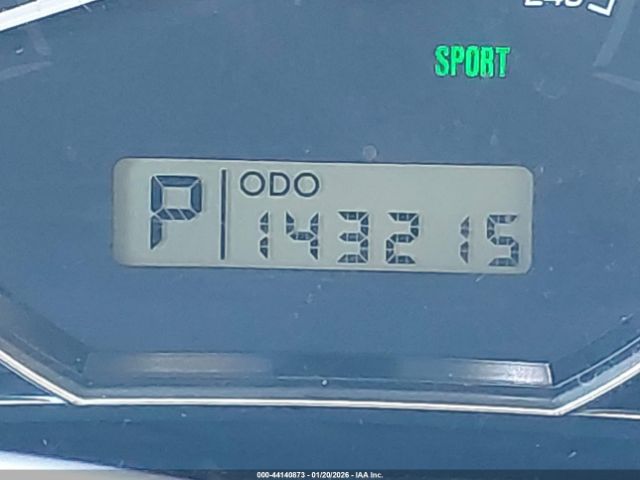 SPORT
P ODO
143215
000-44140873 - 01/20/2026 - IAA Inc.